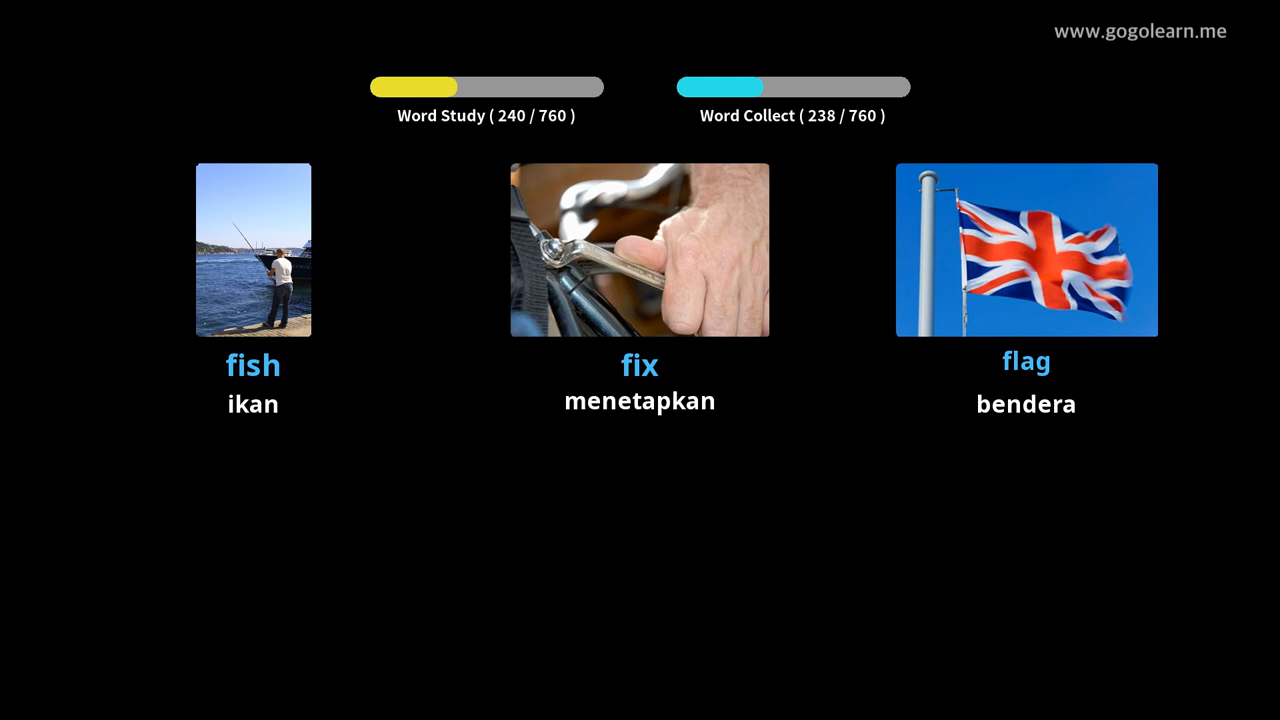 www.gogolearn.me
Word Study ( 240 / 760 )
Word Collect ( 238 / 760 )
fish
fix
flag
ikan
menetapkan
bendera